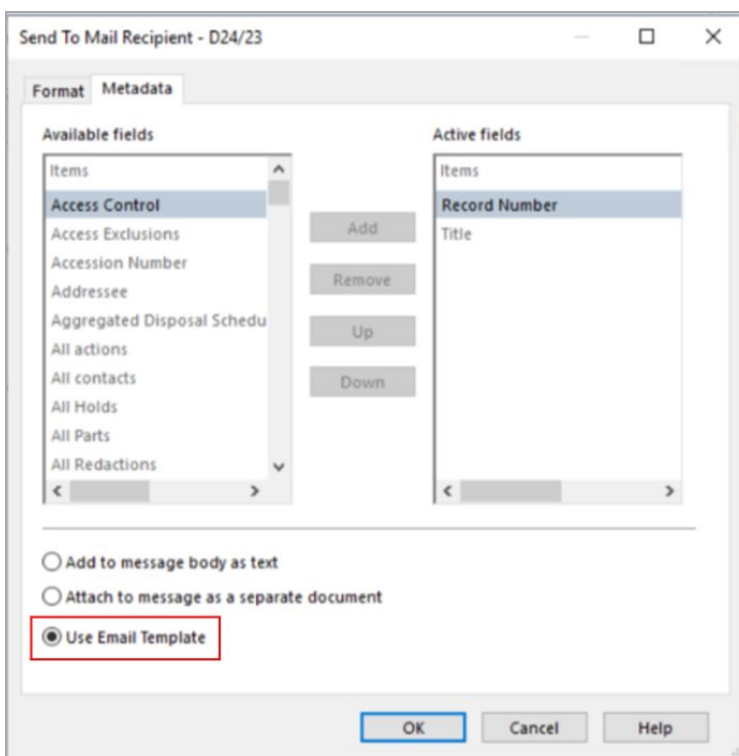 Send To Mail Recipient - D24/23
Format Metadata
Available fields
Items
Access Control
Access Exclusions
Accession Number
Addressee
Aggregated Disposal Schedu
All actions
All contacts
All Holds
All Parts
All Redactions
Add
Remove
Up
Down
Active fields
Items
Record Number
Title
Add to message body as text
Attach to message as a separate document
Use Email Template
OK Cancel Help